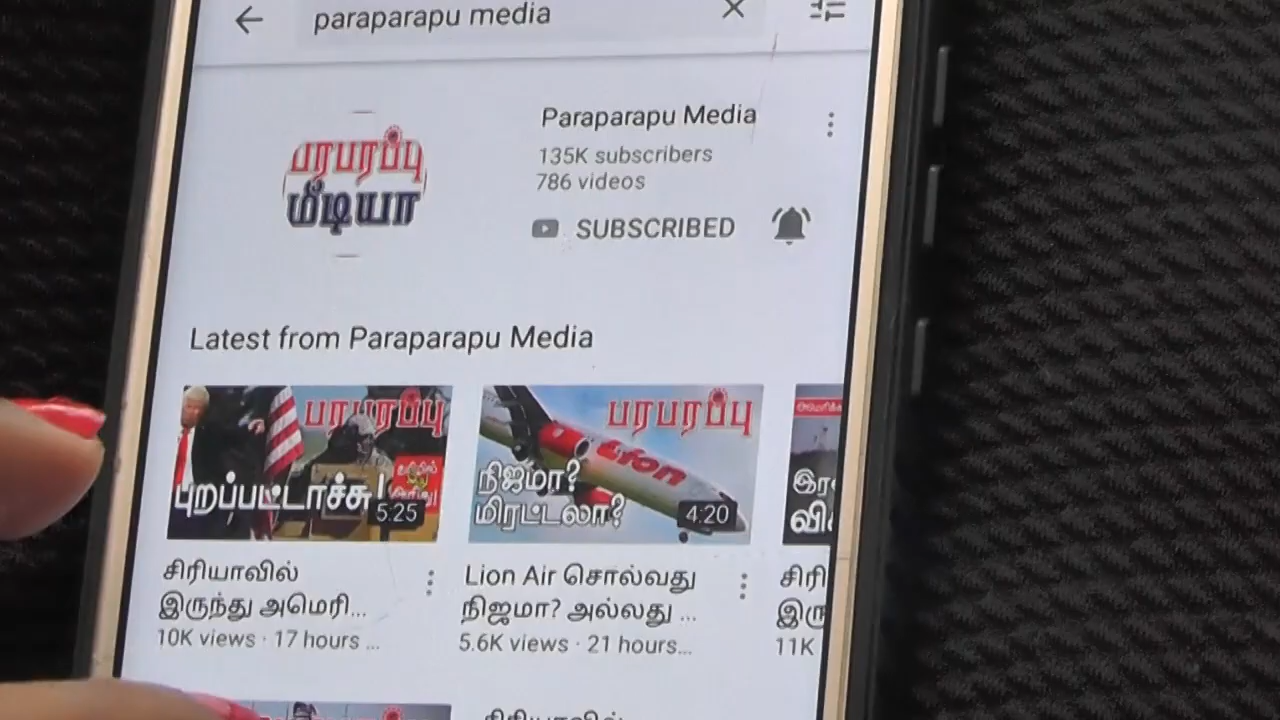 paraparapu media
Paraparapu Media
135K subscribers
786 videos
SUBSCRIBED
பரபரப்பு
மீடியா
Latest from Paraparapu Media
பரபரப்பு
புறப்பட்டாச்சு!
5:25
பரபரப்பு
Lion
நிஜமா?
மிரட்டலா?
4:20
சிரியாவில்
இருந்து அமெரி...
10K views · 17 hours ...
Lion Air சொல்வது
நிஜமா? அல்லது ...
5.6K views · 21 hours...
சிரி
இரு
11K
சிரியாவில்